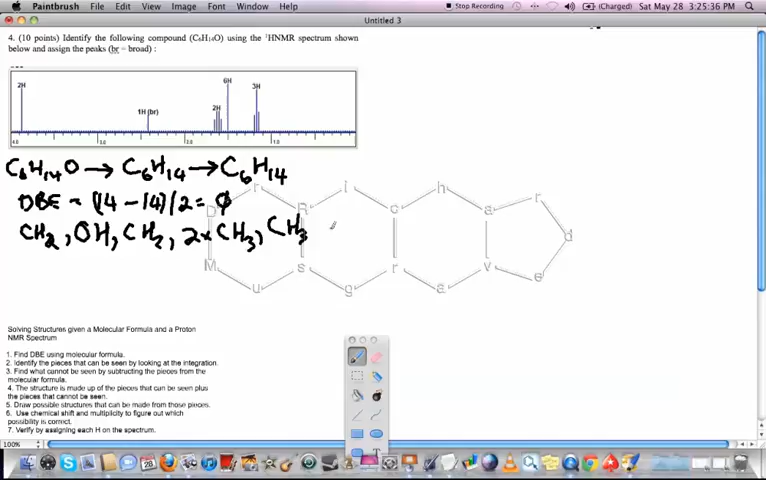 Paintbrush File Edit View Image Font Window Help Stop Recording (Charged) Sat May 28 3:25:36 PM
Untitled 3
4. (10 points) Identify the following compound (C₆H₁₄O) using the ¹HNMR spectrum shown
below and assign the peaks (br = broad) :
2H 1H (br) 2H 6H 3H
4.0 3.0 2.0 1.0
C₆H₁₄O → C₆H₁₄ → C₆H₁₄
DBE = (14 - 14)/2 = 0
CH₂, OH, CH₂, 2×CH₃, CH₃
D r R i c h a r d
M u s g r a v e
Solving Structures given a Molecular Formula and a Proton
NMR Spectrum
1. Find DBE using molecular formula.
2. Identify the pieces that can be seen by looking at the integration.
3. Find what cannot be seen by subtracting the pieces from the
molecular formula.
4. The structure is made up of the pieces that can be seen plus
the pieces that cannot be seen.
5. Draw possible structures that can be made from those pieces.
6. Use chemical shift and multiplicity to figure out which
possibility is correct.
7. Verify by assigning each H on the spectrum.
100%